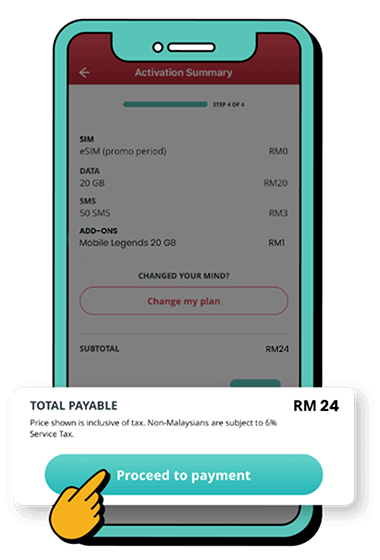 Activation Summary
STEP 4 OF 4
SIM
eSIM (promo period) RM0
DATA
20 GB RM20
SMS
50 SMS RM3
ADD-ONS
Mobile Legends 20 GB RM1
CHANGED YOUR MIND?
Change my plan
SUBTOTAL RM24
TOTAL PAYABLE RM 24
Price shown is inclusive of tax. Non-Malaysians are subject to 6%
Service Tax.
Proceed to payment